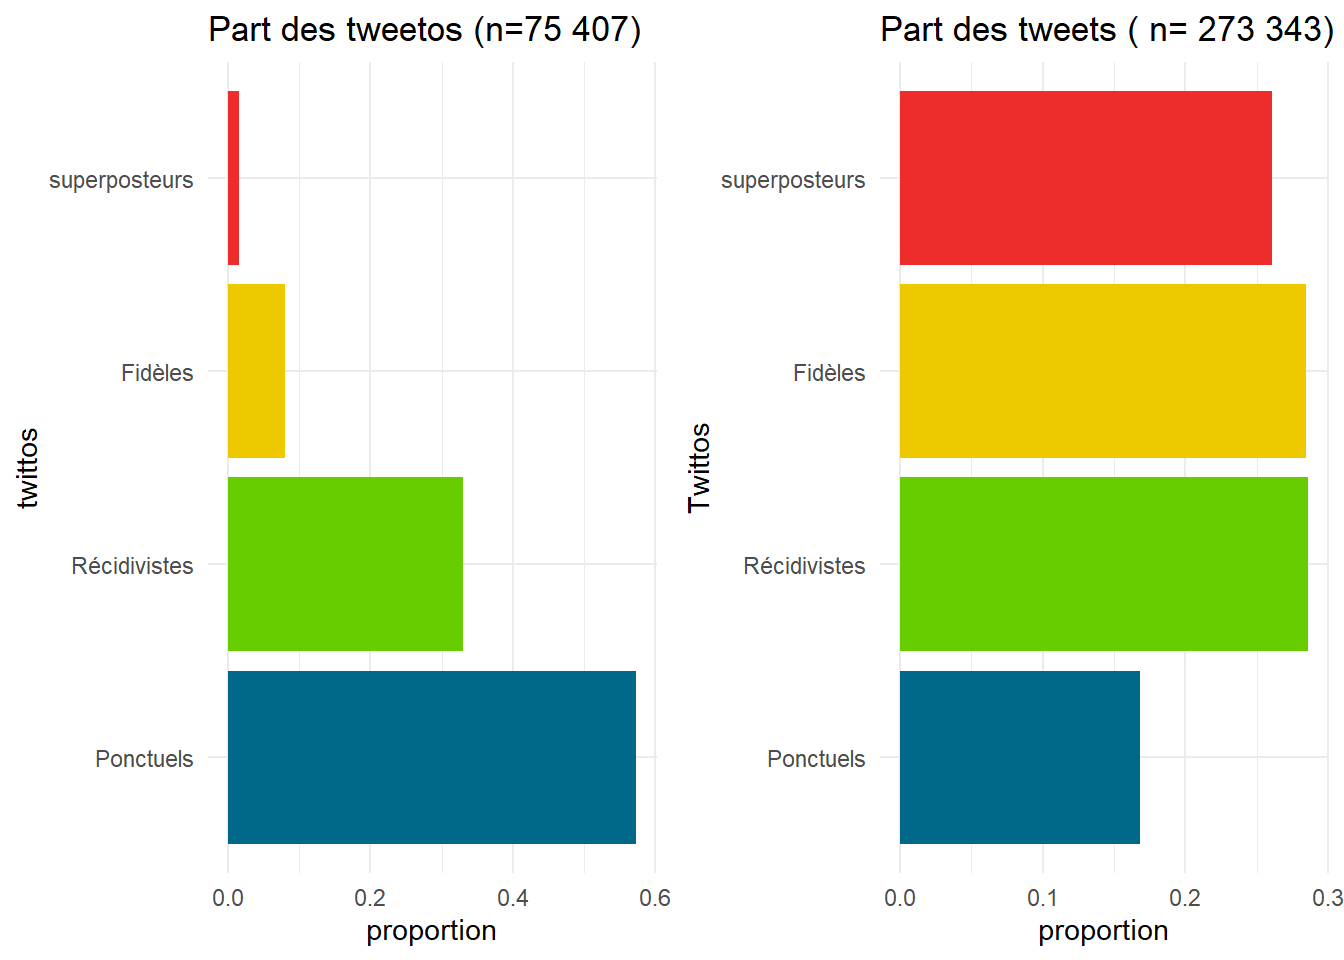 Part des tweetos (n=75 407)
twittos
superposteurs
Fidèles
Récidivistes
Ponctuels
0.0 0.2 0.4 0.6
proportion
Part des tweets ( n= 273 343)
Twittos
superposteurs
Fidèles
Récidivistes
Ponctuels
0.0 0.1 0.2 0.3
proportion